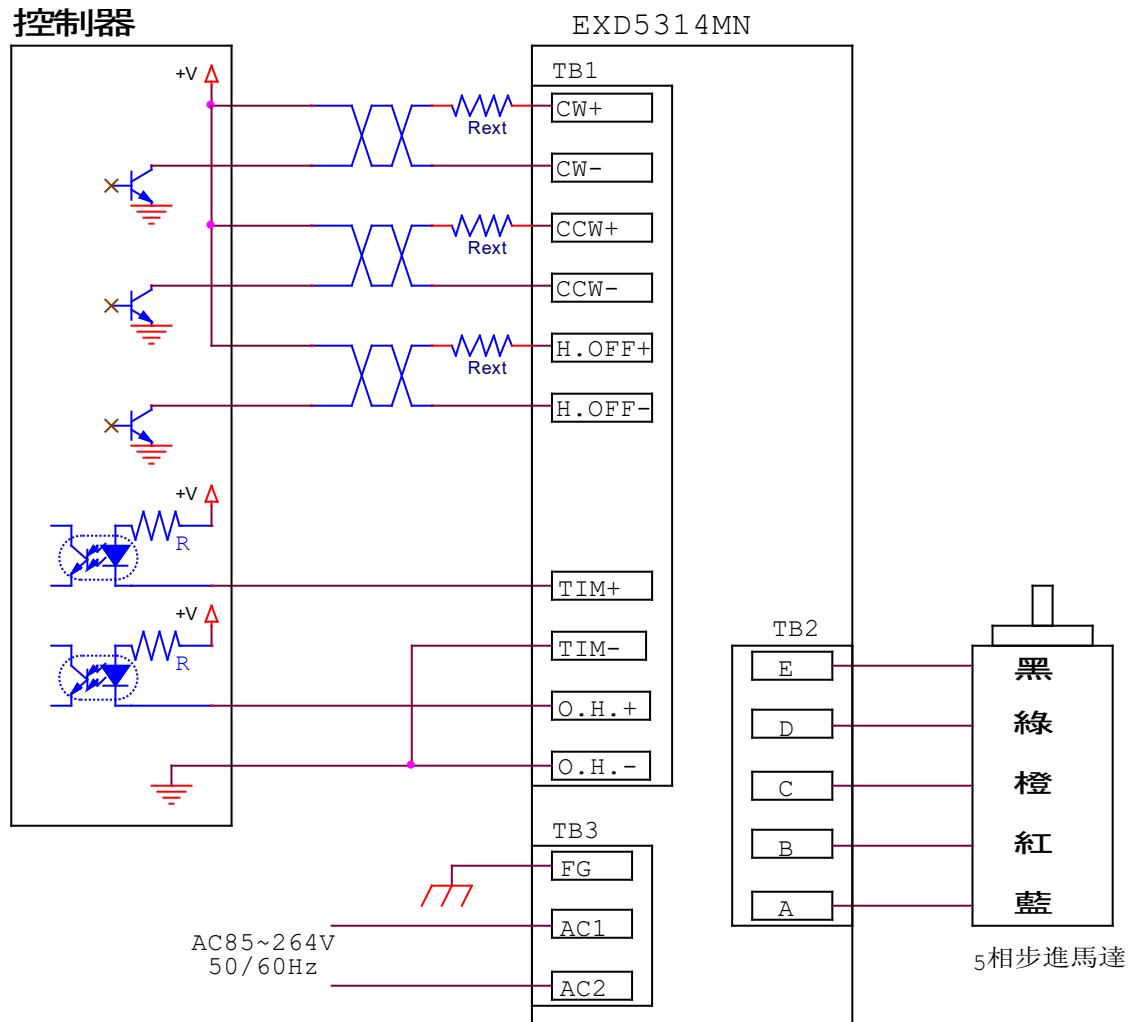 控制器
EXD5314MN
+V
TB1
CW+
Rext
CW-
CCW+
Rext
CCW-
H.OFF+
Rext
H.OFF-
+V
R
TIM+
+V
R
TIM-
O.H.+
O.H.-
TB2
E
黑
D
綠
C
橙
B
紅
A
藍
5相步進馬達
TB3
FG
AC1
AC85~264V
50/60Hz
AC2